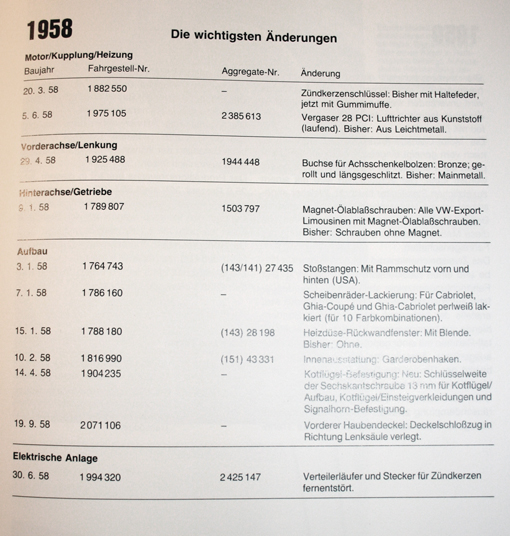 1958 Die wichtigsten Änderungen
Motor/Kupplung/Heizung
Baujahr Fahrgestell-Nr. Aggregate-Nr. Änderung
20. 3. 58 1 882 550 – Zündkerzenschlüssel: Bisher mit Haltefeder,
jetzt mit Gummimuffe.
5. 6. 58 1 975 105 2 385 613 Vergaser 28 PCI: Lufttrichter aus Kunststoff
(laufend). Bisher: Aus Leichtmetall.
Vorderachse/Lenkung
29. 4. 58 1 925 488 1944 448 Buchse für Achsschenkelbolzen: Bronze; ge-
rollt und längsgeschlitzt. Bisher: Mainmetall.
Hinterachse/Getriebe
9. 1. 58 1 789 807 1503 797 Magnet-Ölablaßschrauben: Alle VW-Export-
Limousinen mit Magnet-Ölablaßschrauben.
Bisher: Schrauben ohne Magnet.
Aufbau
3. 1. 58 1 764 743 (143/141) 27 435 Stoßstangen: Mit Rammschutz vorn und
hinten (USA).
7. 1. 58 1 786 160 – Scheibenräder-Lackierung: Für Cabriolet,
Ghia-Coupé und Ghia-Cabriolet perlweiß lak-
kiert (für 10 Farbkombinationen).
15. 1. 58 1 788 180 (143) 28 198 Heizdüse-Rückwandfenster: Mit Blende.
Bisher: Ohne.
10. 2. 58 1 816 990 (151) 43 331 Innenausstattung: Garderobenhaken.
14. 4. 58 1 904 235 – Kotflügel-Befestigung: Neu: Schlüsselweite
der Sechskantschraube 13 mm für Kotflügel/
Aufbau, Kotflügel/Einsteigverkleidungen und
Signalhorn-Befestigung.
19. 9. 58 2 071 106 – Vorderer Haubendeckel: Deckelschloßzug in
Richtung Lenksäule verlegt.
Elektrische Anlage
30. 6. 58 1 994 320 2 425 147 Verteilerläufer und Stecker für Zündkerzen
fernentstört.